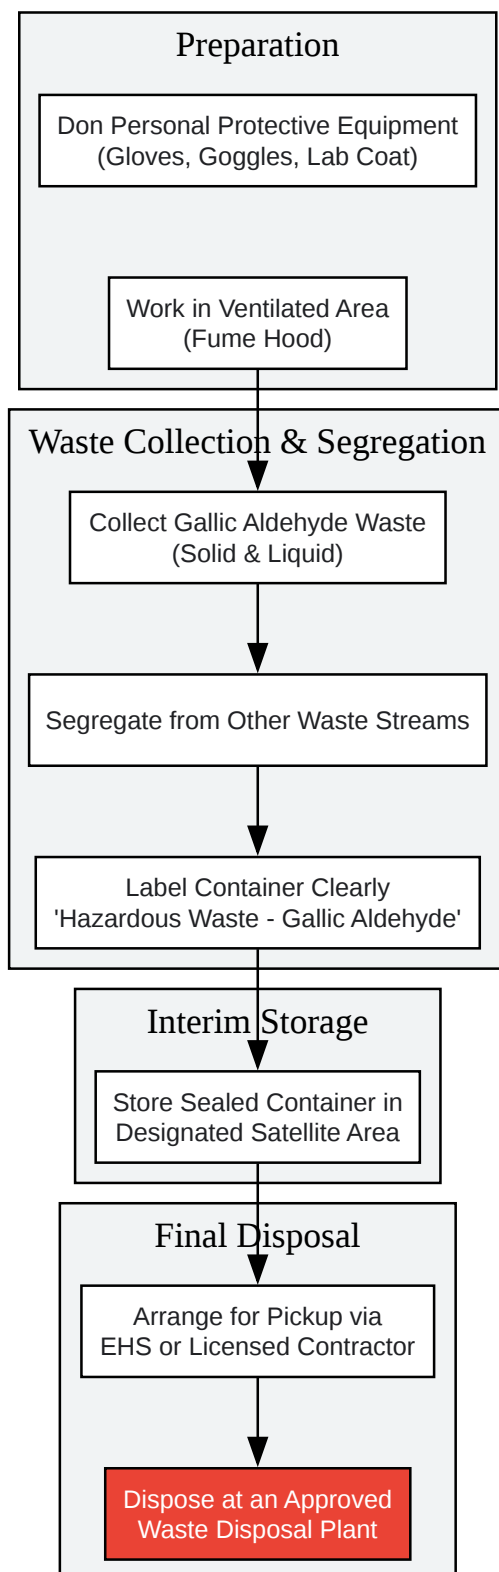 Preparation
Don Personal Protective Equipment
(Gloves, Goggles, Lab Coat)
Work in Ventilated Area
(Fume Hood)
Waste Collection & Segregation
Collect Gallic Aldehyde Waste
(Solid & Liquid)
Segregate from Other Waste Streams
Label Container Clearly
'Hazardous Waste - Gallic Aldehyde'
Interim Storage
Store Sealed Container in
Designated Satellite Area
Final Disposal
Arrange for Pickup via
EHS or Licensed Contractor
Dispose at an Approved
Waste Disposal Plant